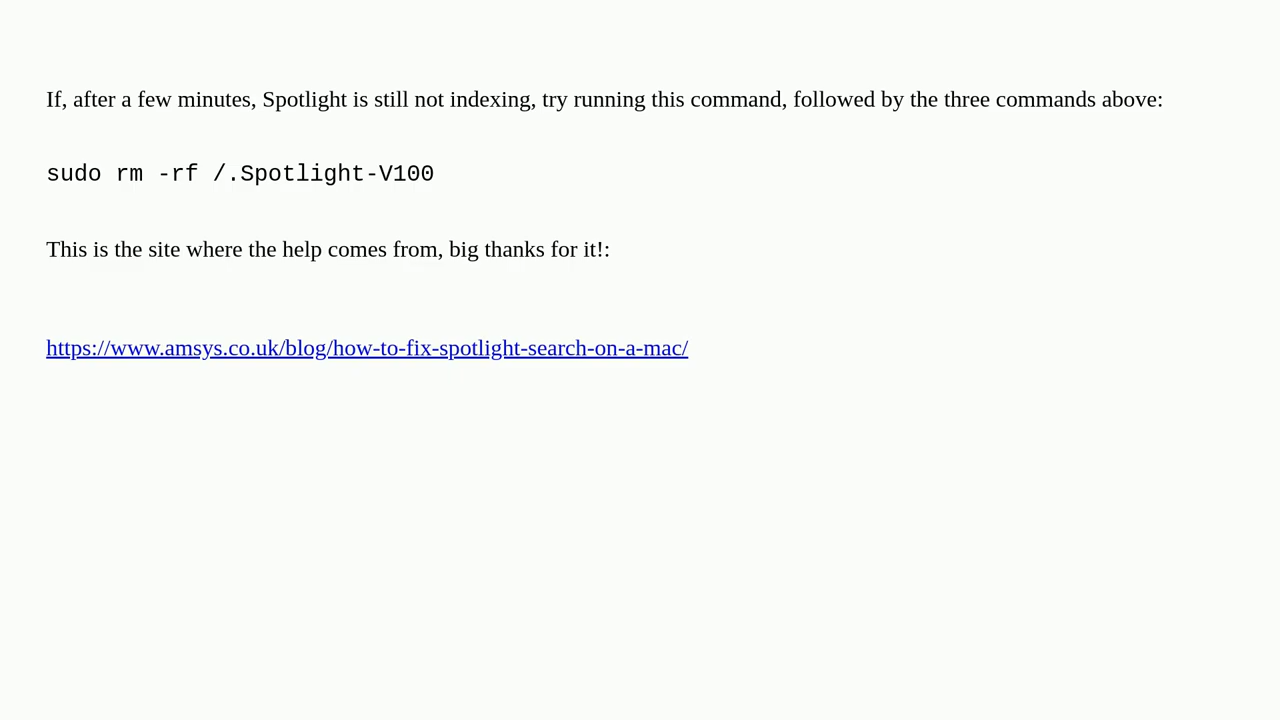 If, after a few minutes, Spotlight is still not indexing, try running this command, followed by the three commands above:
sudo rm -rf /.Spotlight-V100
This is the site where the help comes from, big thanks for it!:
https://www.amsys.co.uk/blog/how-to-fix-spotlight-search-on-a-mac/